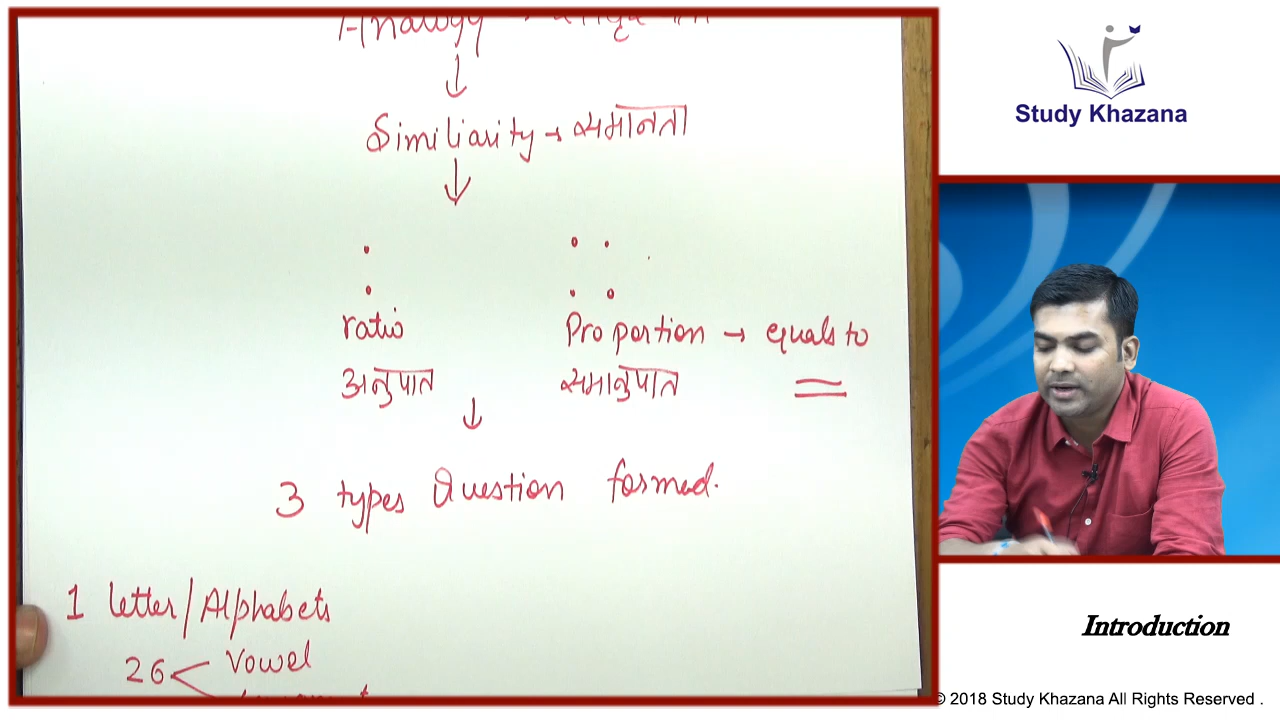 Analogy →
Similiarity → समानता
ratio
Proportion → equals to
अनुपात
समानुपात
=
3 types Question formed.
1 letter/Alphabets
26 < Vowel
Study Khazana
Introduction
© 2018 Study Khazana All Rights Reserved .